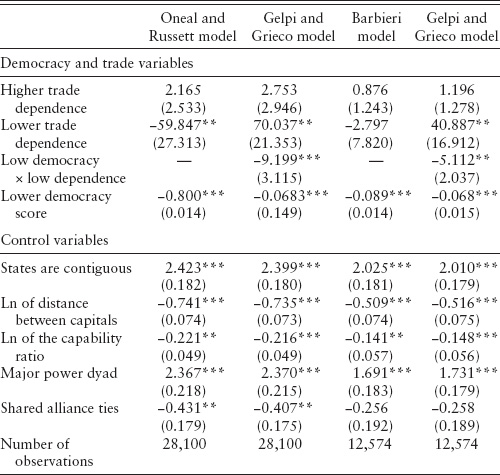 Oneal and Gelpi and Barbieri Gelpi and
Russett model Grieco model model Grieco model
Democracy and trade variables
Higher trade 2.165 2.753 0.876 1.196
dependence (2.533) (2.946) (1.243) (1.278)
Lower trade –59.847** 70.037** –2.797 40.887**
dependence (27.313) (21.353) (7.820) (16.912)
Low democracy — –9.199*** — –5.112**
× low dependence (3.115) (2.037)
Lower democracy –0.800*** –0.0683*** –0.089*** –0.068***
score (0.014) (0.149) (0.014) (0.015)
Control variables
States are contiguous 2.423*** 2.399*** 2.025*** 2.010***
(0.182) (0.180) (0.181) (0.179)
Ln of distance –0.741*** –0.735*** –0.509*** –0.516***
between capitals (0.074) (0.073) (0.074) (0.075)
Ln of the capability –0.221** –0.216*** –0.141** –0.148***
ratio (0.049) (0.049) (0.057) (0.056)
Major power dyad 2.367*** 2.370*** 1.691*** 1.731***
(0.218) (0.215) (0.183) (0.179)
Shared alliance ties –0.431** –0.407** –0.256 –0.258
(0.179) (0.175) (0.192) (0.189)
Number of 28,100 28,100 12,574 12,574
observations